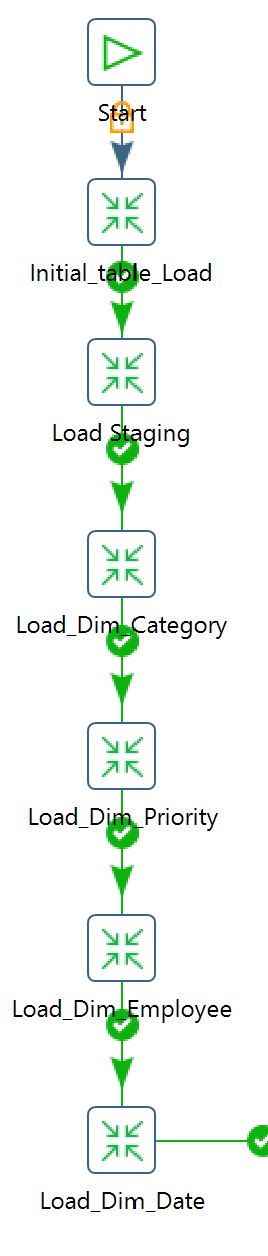 Start
Initial_table_Load
Load Staging
Load_Dim_Category
Load_Dim_Priority
Load_Dim_Employee
Load_Dim_Date